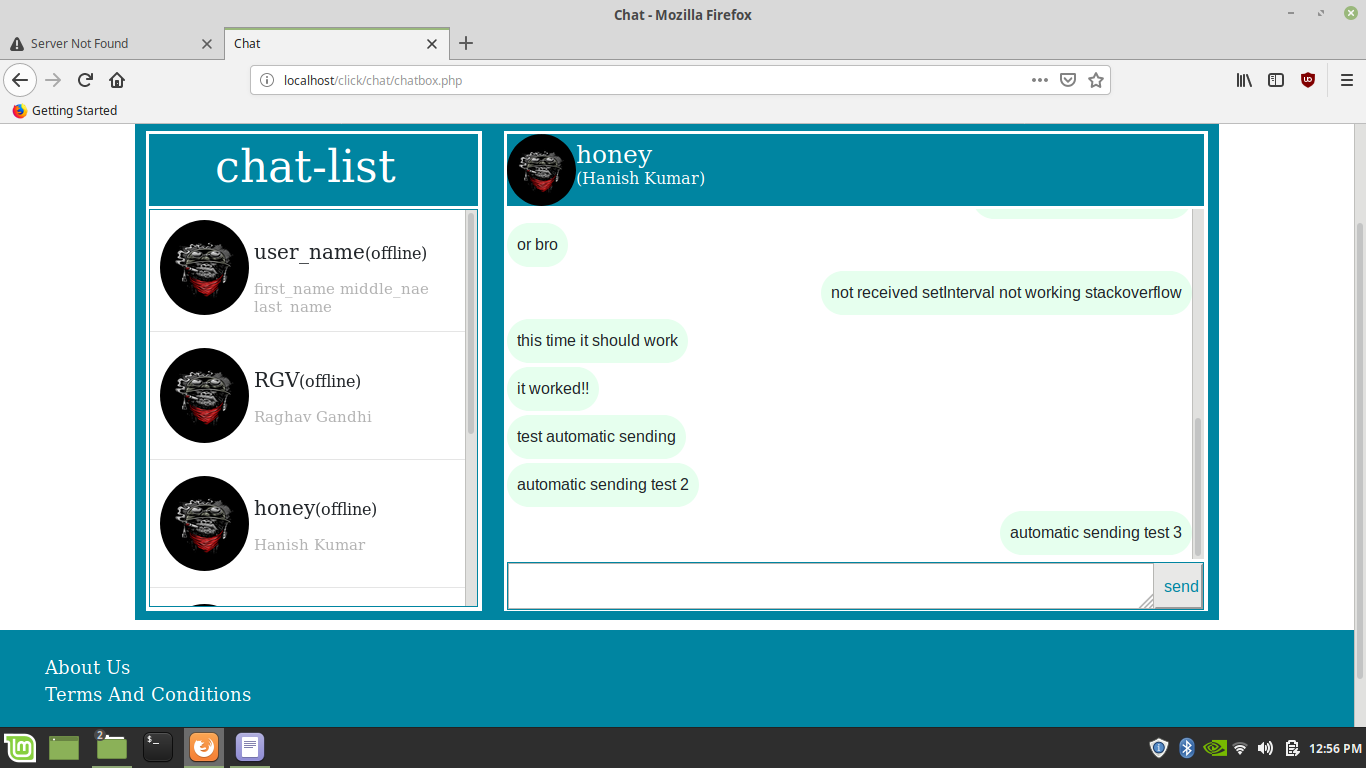 Chat - Mozilla Firefox
Server Not Found
Chat
localhost/click/chat/chatbox.php
Getting Started
chat-list
user_name(offline)
first_name middle_nae
last_name
RGV(offline)
Raghav Gandhi
honey(offline)
Hanish Kumar
honey
(Hanish Kumar)
or bro
not received setInterval not working stackoverflow
this time it should work
it worked!!
test automatic sending
automatic sending test 2
automatic sending test 3
send
About Us
Terms And Conditions
2
$_
12:56 PM